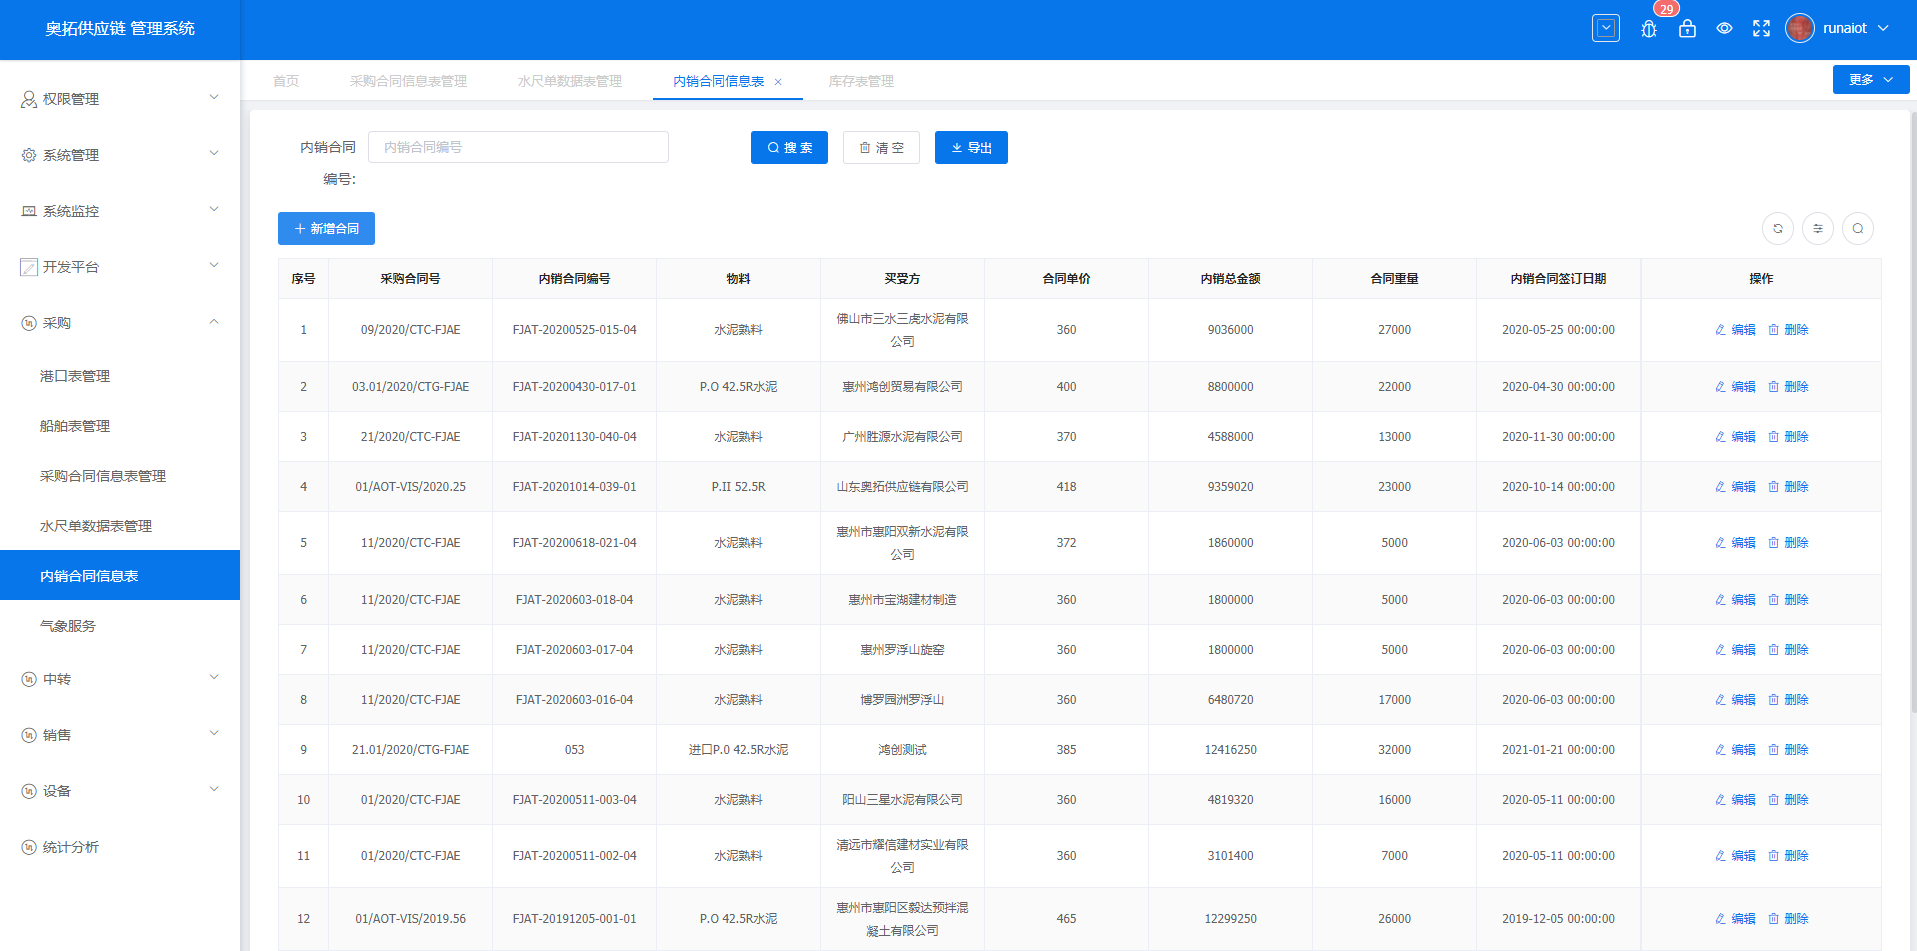 奥拓供应链 管理系统
29
runaiot
首页 采购合同信息表管理 水尺单数据表管理 内销合同信息表 库存表管理
更多
权限管理
系统管理
系统监控
开发平台
采购
港口表管理
船舶表管理
采购合同信息表管理
水尺单数据表管理
内销合同信息表
气象服务
中转
销售
设备
统计分析
内销合同
编号:
内销合同编号
搜 索 清 空 导出
新增合同
序号 采购合同号 内销合同编号 物料 买受方 合同单价 内销总金额 合同重量 内销合同签订日期 操作
1 09/2020/CTC-FJAE FJAT-20200525-015-04 水泥熟料 佛山市三水三虎水泥有限
公司 360 9036000 27000 2020-05-25 00:00:00 编辑 删除
2 03.01/2020/CTG-FJAE FJAT-20200430-017-01 P.O 42.5R水泥 惠州鸿创贸易有限公司 400 8800000 22000 2020-04-30 00:00:00 编辑 删除
3 21/2020/CTC-FJAE FJAT-20201130-040-04 水泥熟料 广州胜源水泥有限公司 370 4588000 13000 2020-11-30 00:00:00 编辑 删除
4 01/AOT-VIS/2020.25 FJAT-20201014-039-01 P.II 52.5R 山东奥拓供应链有限公司 418 9359020 23000 2020-10-14 00:00:00 编辑 删除
5 11/2020/CTC-FJAE FJAT-20200618-021-04 水泥熟料 惠州市惠阳双新水泥有限
公司 372 1860000 5000 2020-06-03 00:00:00 编辑 删除
6 11/2020/CTC-FJAE FJAT-2020603-018-04 水泥熟料 惠州市宝湖建材制造 360 1800000 5000 2020-06-03 00:00:00 编辑 删除
7 11/2020/CTC-FJAE FJAT-2020603-017-04 水泥熟料 惠州罗浮山旋窑 360 1800000 5000 2020-06-03 00:00:00 编辑 删除
8 11/2020/CTC-FJAE FJAT-2020603-016-04 水泥熟料 博罗园洲罗浮山 360 6480720 17000 2020-06-03 00:00:00 编辑 删除
9 21.01/2020/CTG-FJAE 053 进口P.0 42.5R水泥 鸿创测试 385 12416250 32000 2021-01-21 00:00:00 编辑 删除
10 01/2020/CTC-FJAE FJAT-20200511-003-04 水泥熟料 阳山三星水泥有限公司 360 4819320 16000 2020-05-11 00:00:00 编辑 删除
11 01/2020/CTC-FJAE FJAT-20200511-002-04 水泥熟料 清远市耀信建材实业有限
公司 360 3101400 7000 2020-05-11 00:00:00 编辑 删除
12 01/AOT-VIS/2019.56 FJAT-20191205-001-01 P.O 42.5R水泥 惠州市惠阳区毅达预拌混
凝土有限公司 465 12299250 26000 2019-12-05 00:00:00 编辑 删除